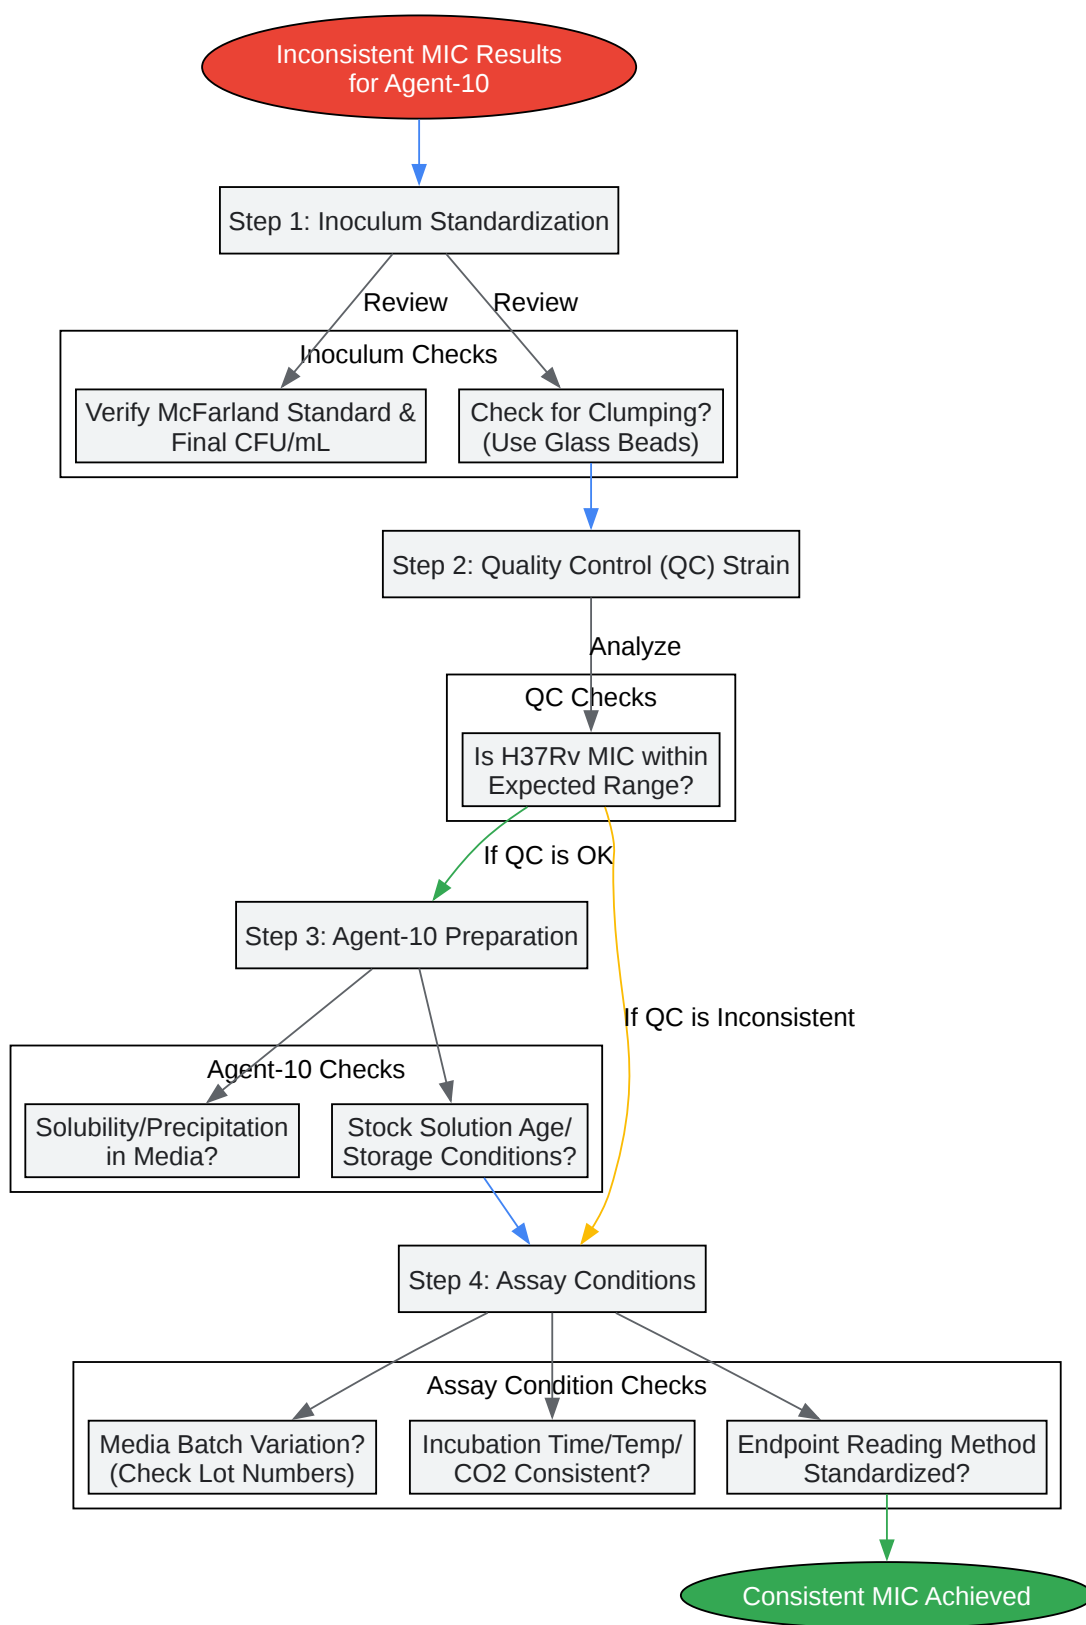 Inconsistent MIC Results
for Agent-10
Step 1: Inoculum Standardization
Review
Review
Inoculum Checks
Verify McFarland Standard &
Final CFU/mL
Check for Clumping?
(Use Glass Beads)
Step 2: Quality Control (QC) Strain
Analyze
QC Checks
Is H37Rv MIC within
Expected Range?
If QC is OK
Step 3: Agent-10 Preparation
If QC is Inconsistent
Agent-10 Checks
Solubility/Precipitation
in Media?
Stock Solution Age/
Storage Conditions?
Step 4: Assay Conditions
Assay Condition Checks
Media Batch Variation?
(Check Lot Numbers)
Incubation Time/Temp/
CO2 Consistent?
Endpoint Reading Method
Standardized?
Consistent MIC Achieved